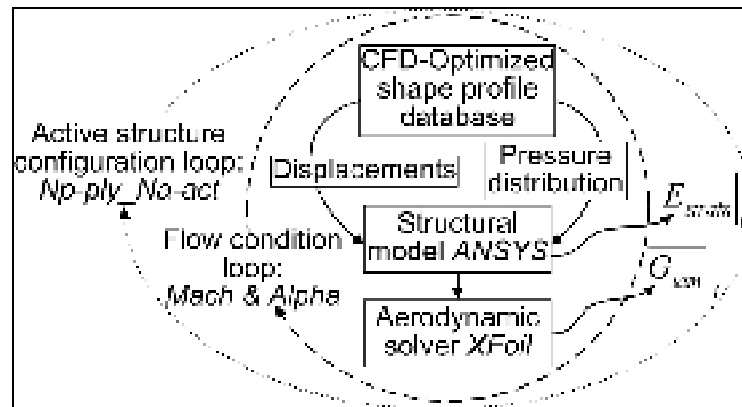 CFD-Optimized
shape profile
database
Active structure
configuration loop:
Np-ply_Na-act
Displacements
Pressure
distribution
Flow condition
loop:
Mach & Alpha
Structural
model ANSYS
Aerodynamic
solver XFoil
E
G